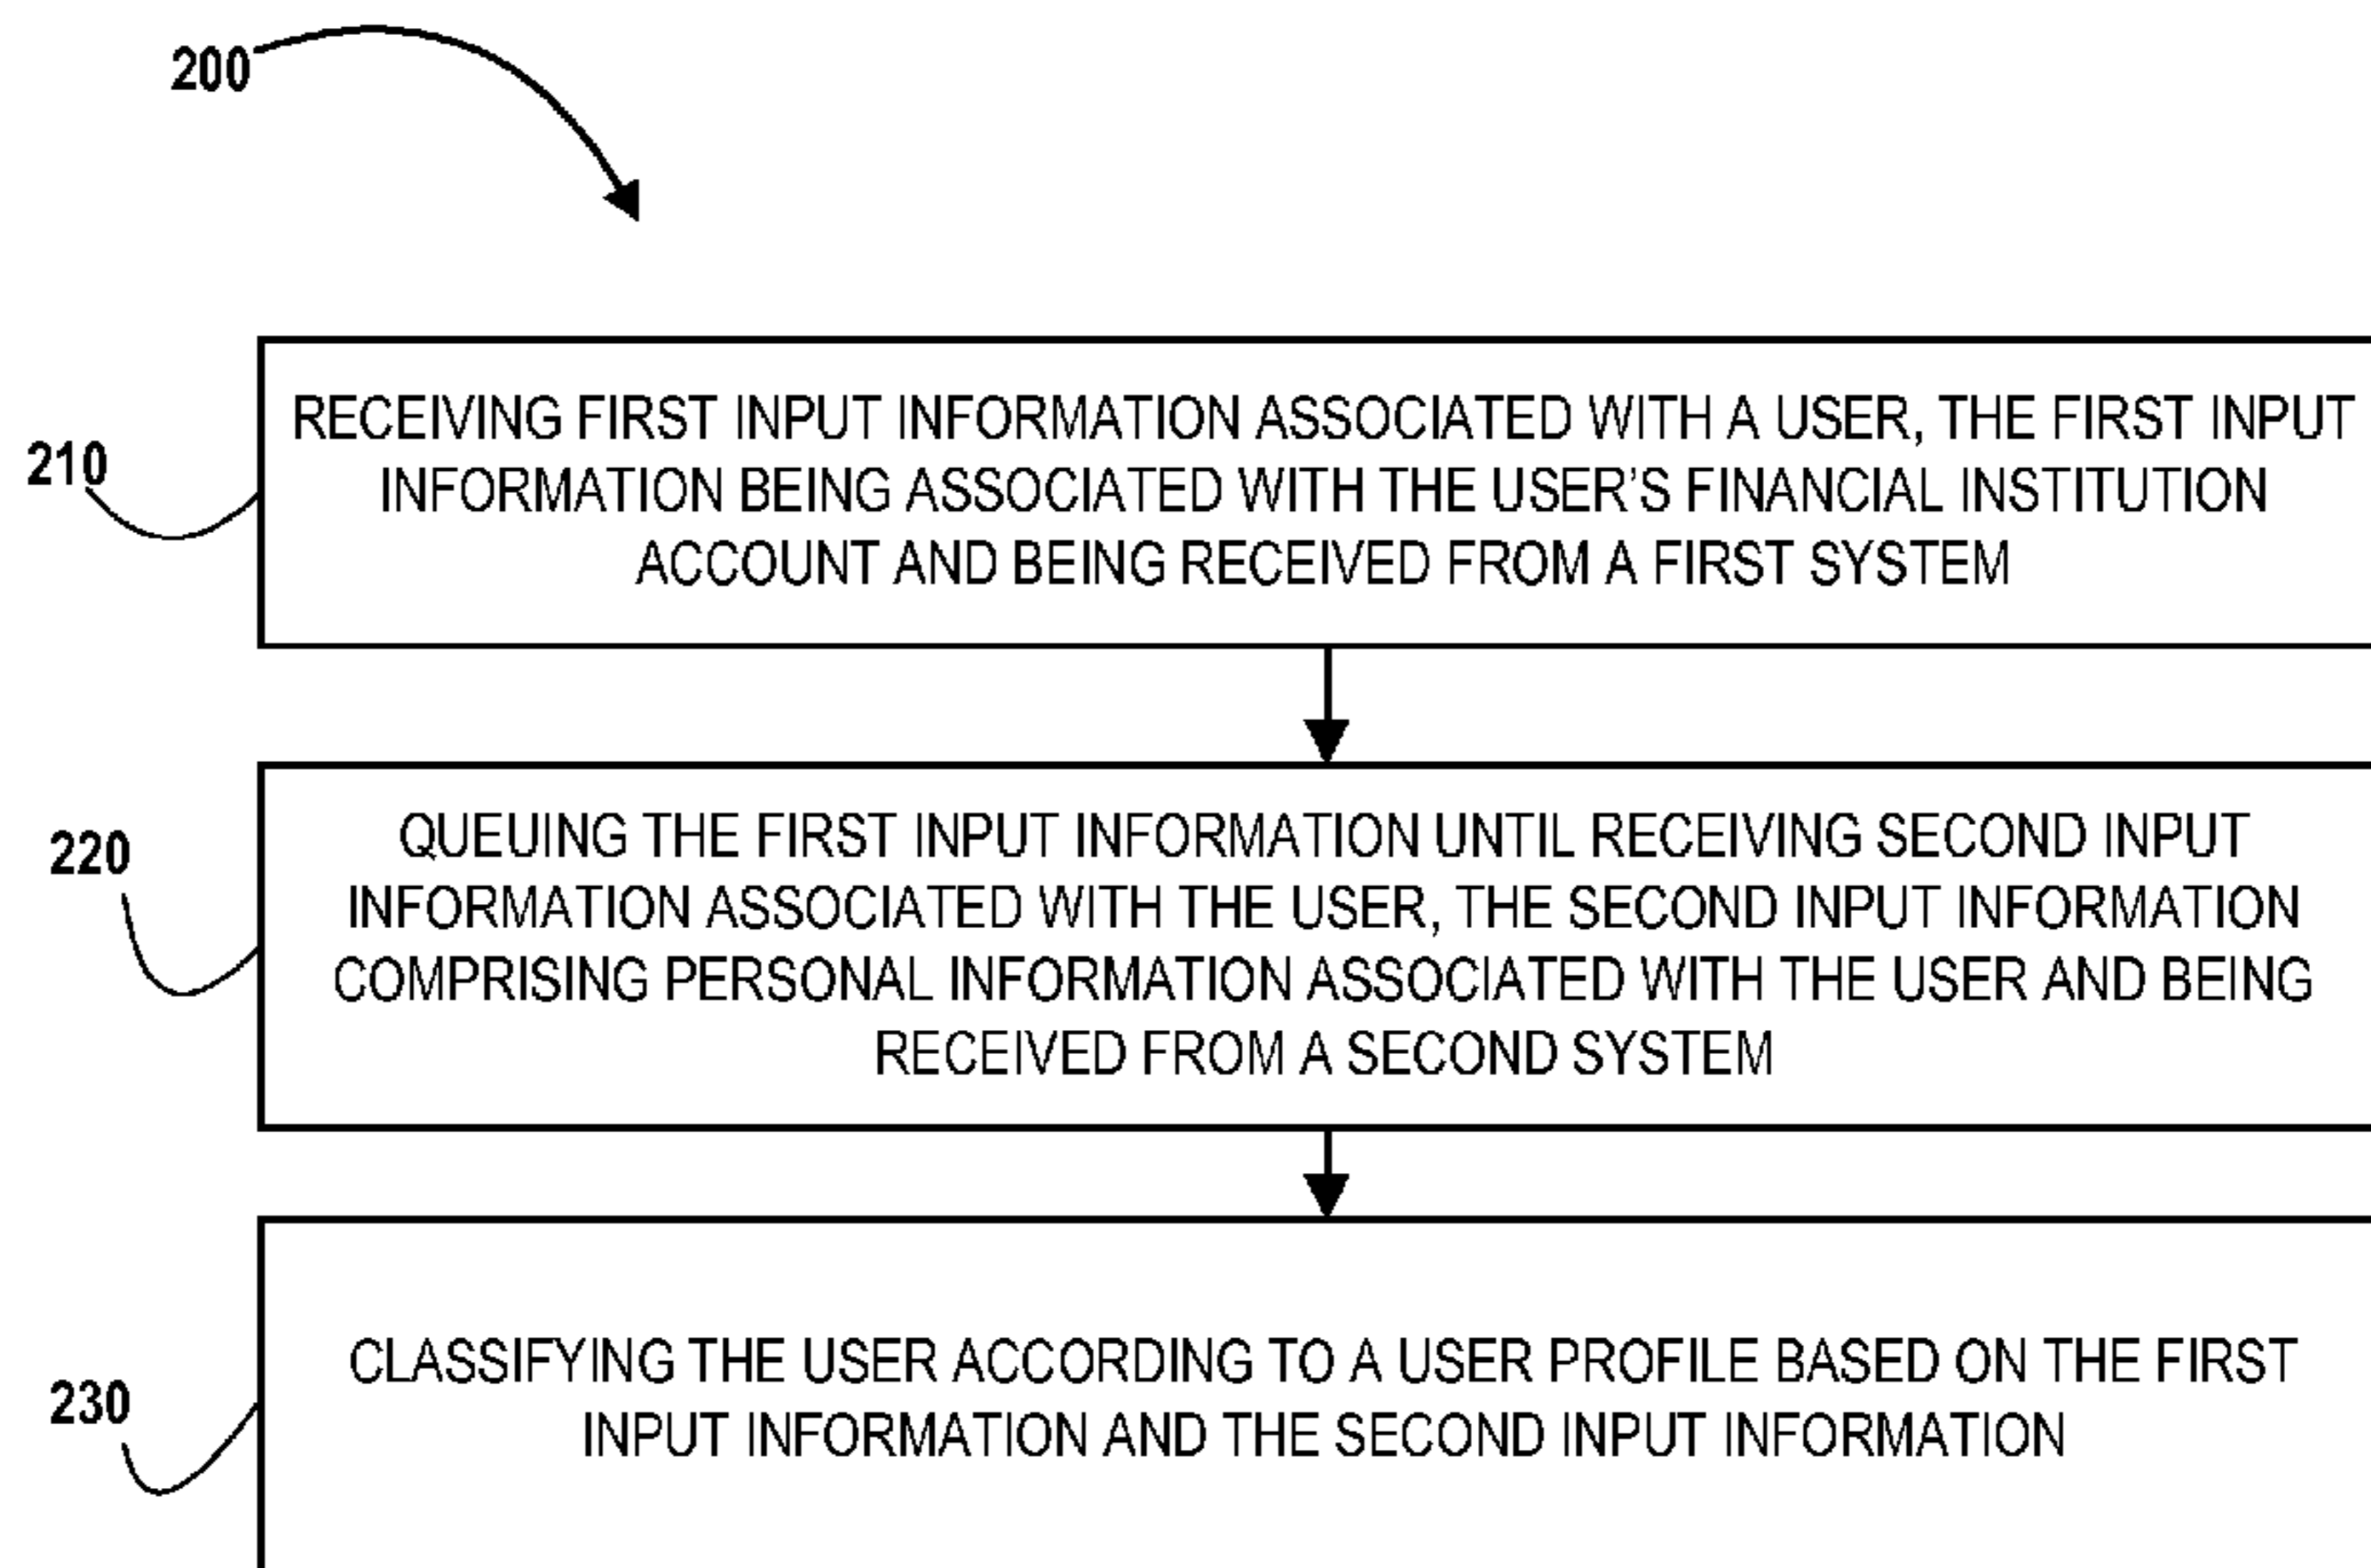 200
210
RECEIVING FIRST INPUT INFORMATION ASSOCIATED WITH A USER, THE FIRST INPUT
INFORMATION BEING ASSOCIATED WITH THE USER'S FINANCIAL INSTITUTION
ACCOUNT AND BEING RECEIVED FROM A FIRST SYSTEM
220
QUEUING THE FIRST INPUT INFORMATION UNTIL RECEIVING SECOND INPUT
INFORMATION ASSOCIATED WITH THE USER, THE SECOND INPUT INFORMATION
COMPRISING PERSONAL INFORMATION ASSOCIATED WITH THE USER AND BEING
RECEIVED FROM A SECOND SYSTEM
230
CLASSIFYING THE USER ACCORDING TO A USER PROFILE BASED ON THE FIRST
INPUT INFORMATION AND THE SECOND INPUT INFORMATION